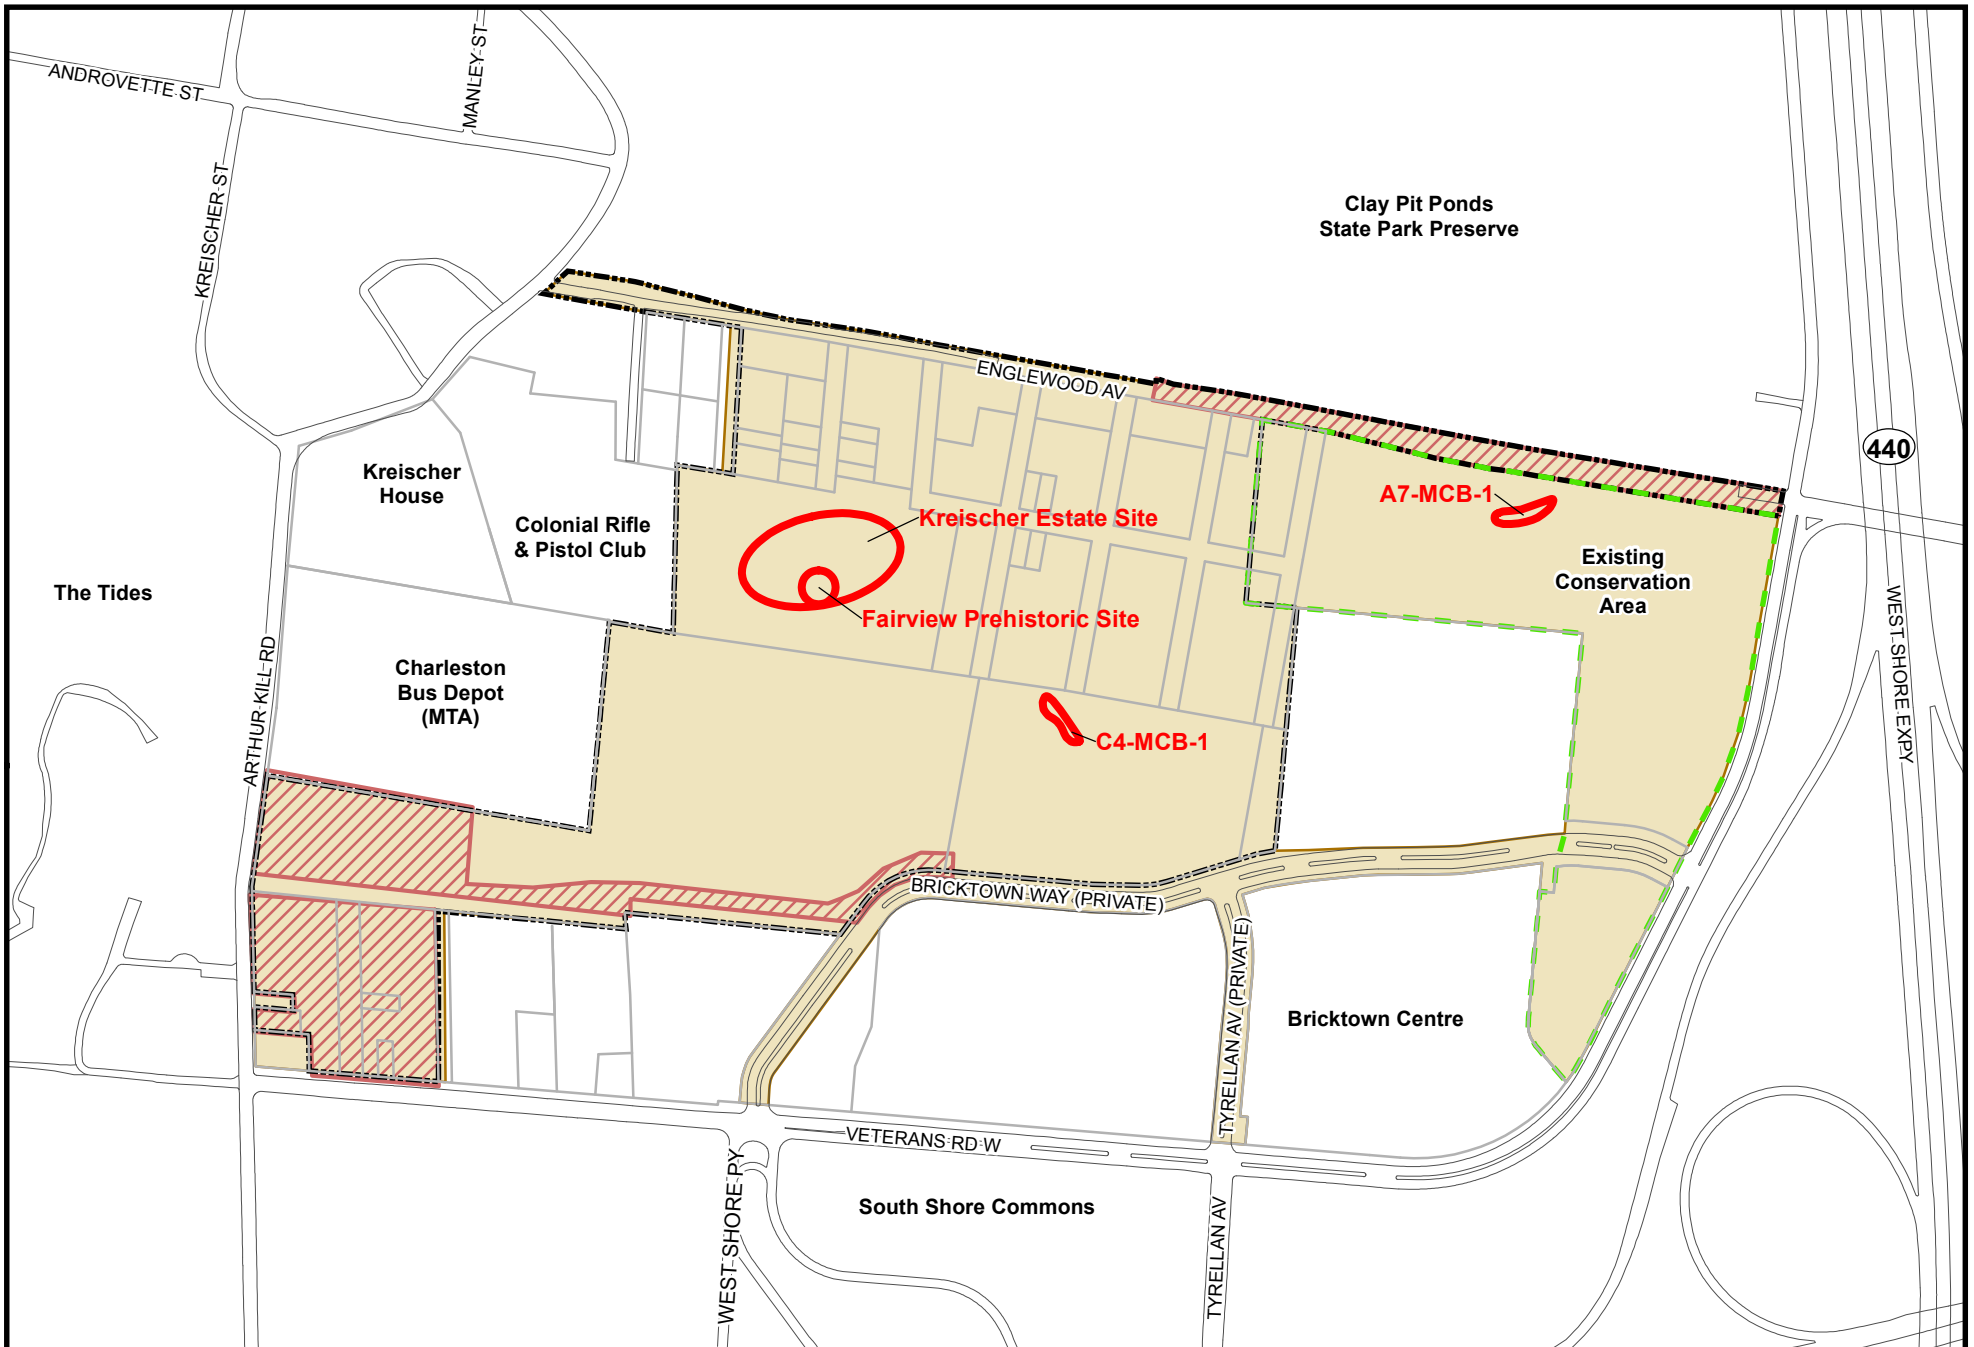 ANDROVETTE ST
MANLEY ST
KREISCHER ST
Clay Pit Ponds
State Park Preserve
ENGLEWOOD AV
440
Kreischer
House
Colonial Rifle
& Pistol Club
Kreischer Estate Site
A7-MCB-1
Existing
Conservation
Area
The Tides
Fairview Prehistoric Site
Charleston
Bus Depot
(MTA)
ARTHUR KILL RD
C4-MCB-1
WEST SHORE EXPY
BRICKTOWN WAY (PRIVATE)
TYRELLAN AV (PRIVATE)
Bricktown Centre
VETERANS RD W
WEST SHORE PY
South Shore Commons
TYRELLAN AV